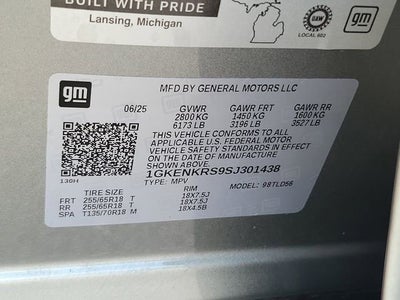 BUILT WITH PRIDE
Lansing, Michigan
UAW
LOCAL 602
gm
gm
MFD BY GENERAL MOTORS LLC
06/25 GVWR GAWR FRT GAWR RR
2800 KG 1450 KG 1600 KG
6173 LB 3196 LB 3527 LB
THIS VEHICLE CONFORMS TO ALL
APPLICABLE U.S. FEDERAL MOTOR
VEHICLE SAFETY STANDARDS IN EFFECT
ON THE DATE OF MANUFACTURE
SHOWN ABOVE.
1GKENKRS9SJ301438
TYPE: MPV MODEL: 98TLD56
136H
TIRE SIZE RIM
FRT 255/65R18 T 18X7.5J
RR 255/65R18 T 18X7.5J
SPA T135/70R18 M 18X4.5B